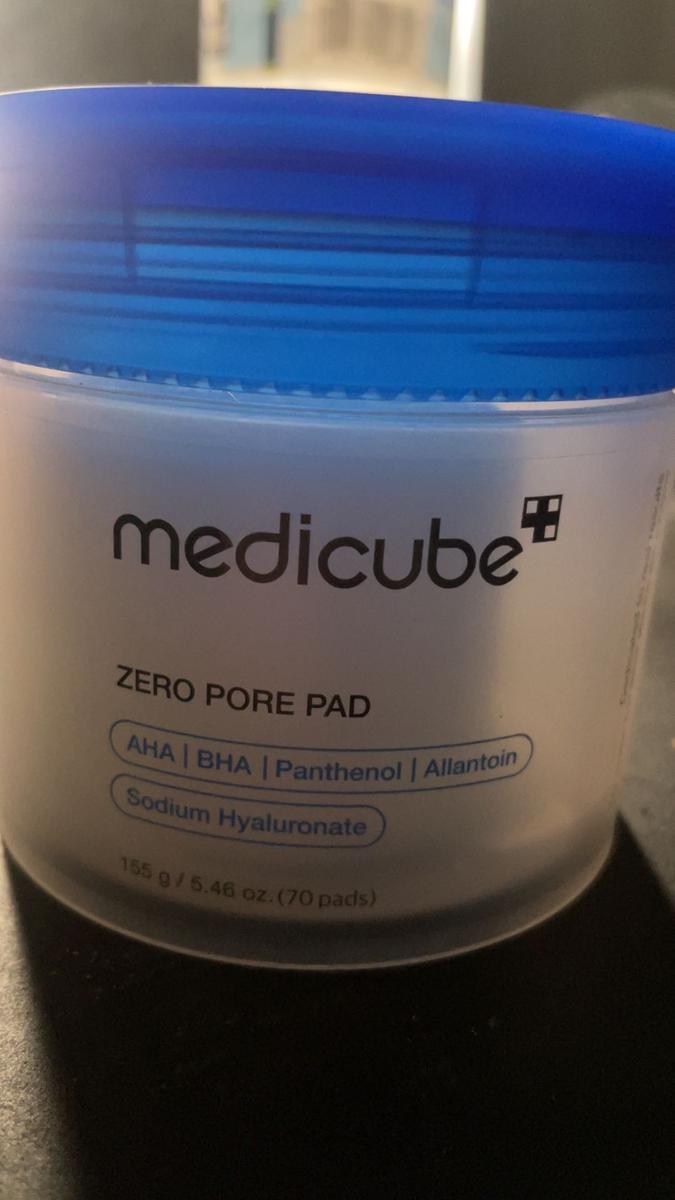 medicube
ZERO PORE PAD
AHA | BHA | Panthenol | Allantoin
Sodium Hyaluronate
155 g / 5.46 oz. (70 pads)